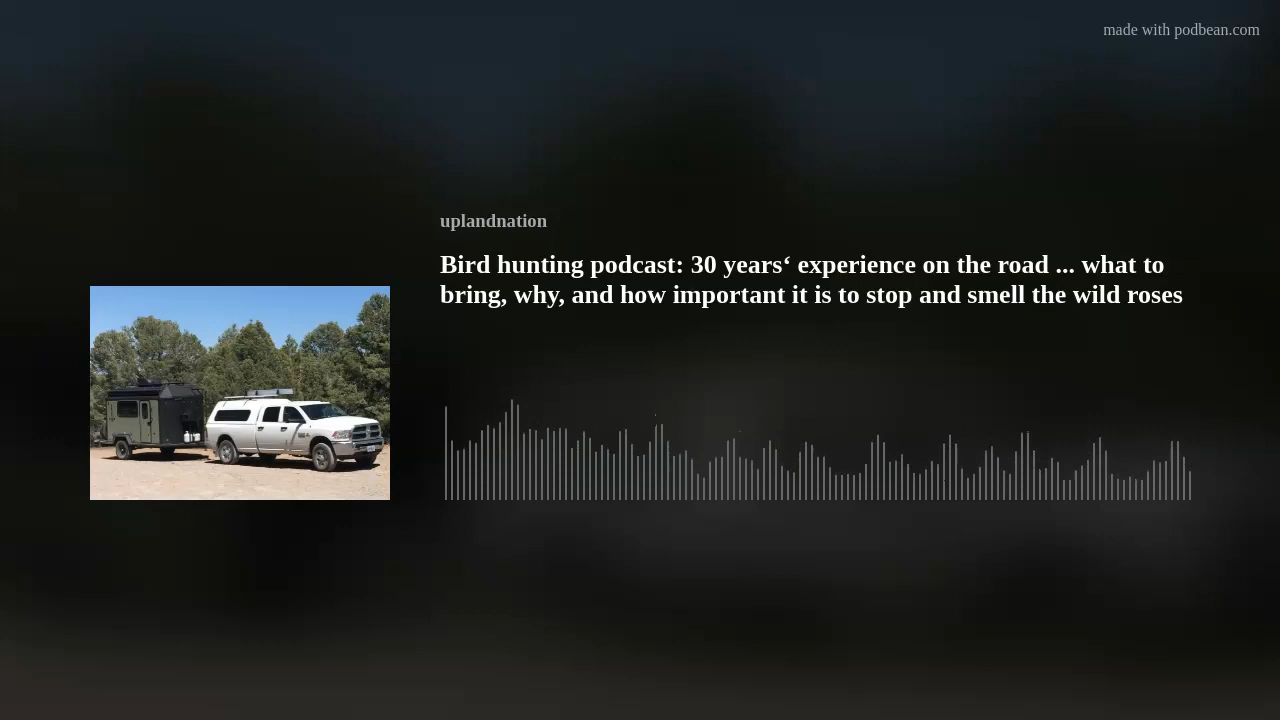 made with podbean.com
uplandnation
Bird hunting podcast: 30 years‘ experience on the road ... what to
bring, why, and how important it is to stop and smell the wild roses